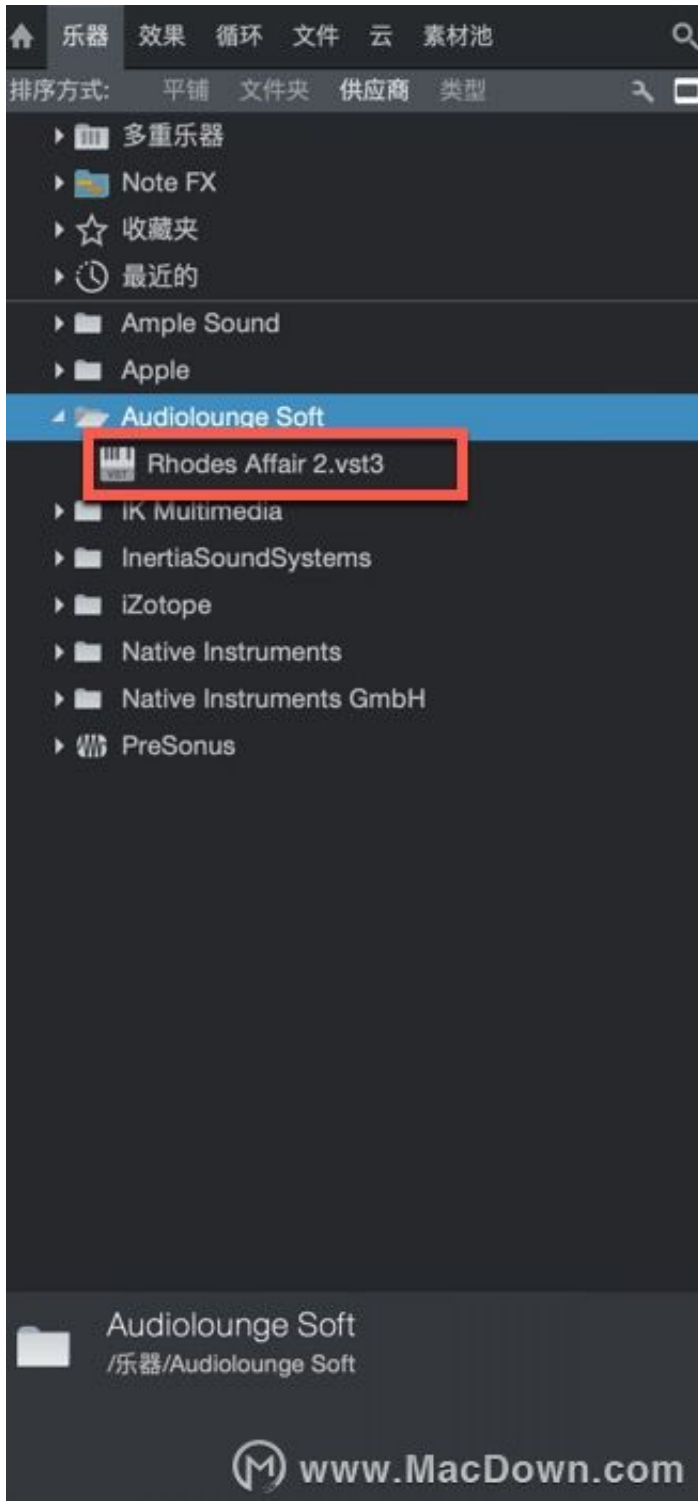 乐器 效果 循环 文件 云 素材池
排序方式: 平铺 文件夹 供应商 类型
多重乐器
Note FX
收藏夹
最近的
Ample Sound
Apple
Audiolounge Soft
VST Rhodes Affair 2.vst3
IK Multimedia
InertiaSoundSystems
iZotope
Native Instruments
Native Instruments GmbH
PreSonus
Audiolounge Soft
/乐器/Audiolounge Soft
www.MacDown.com